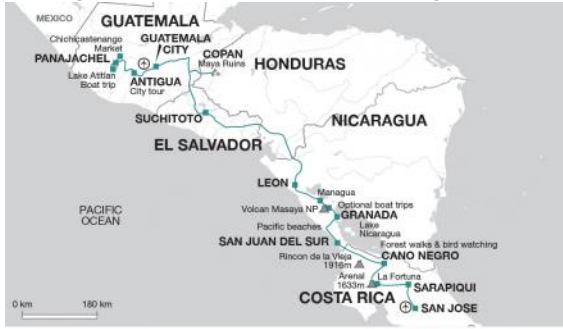 MEXICO
GUATEMALA
Chichicastenango
Market
GUATEMALA
CITY
PANAJACHEL
COPAN
Maya Ruins
HONDURAS
Lake Atitlan
Boat trip
ANTIGUA
City tour
SUCHITOTO
NICARAGUA
EL SALVADOR
LEON
Managua
Optional boat trips
Volcan Masaya NP
GRANADA
PACIFIC
OCEAN
Pacific beaches
Lake
Nicaragua
SAN JUAN DEL SUR
Forest walks & bird watching
CANO NEGRO
Rincon de la Vieja
1916m
Arenal
1633m
La Fortuna
COSTA RICA
SARAPIQUI
SAN JOSE
0 km
180 km